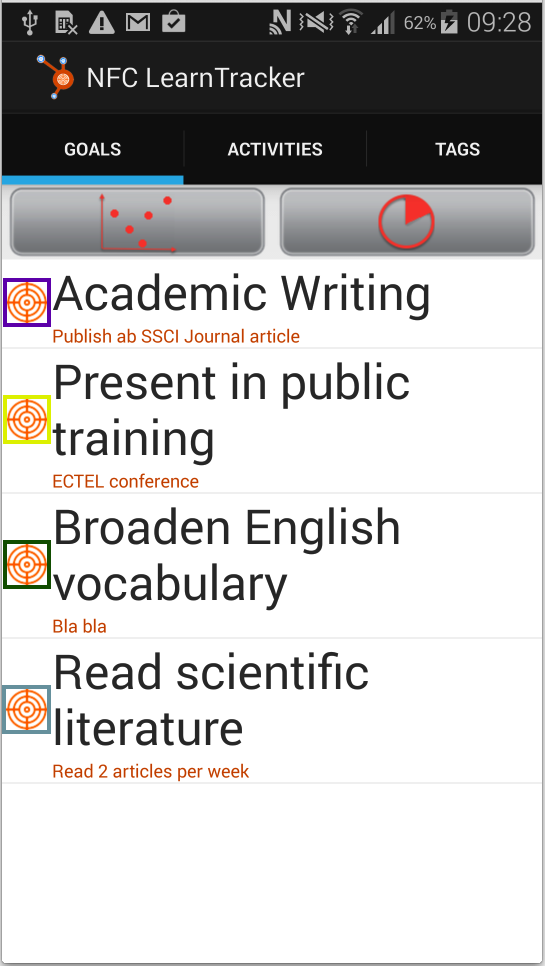 62% 09:28
NFC LearnTracker
GOALS ACTIVITIES TAGS
Academic Writing
Publish ab SSCI Journal article
Present in public
training
ECTEL conference
Broaden English
vocabulary
Bla bla
Read scientific
literature
Read 2 articles per week